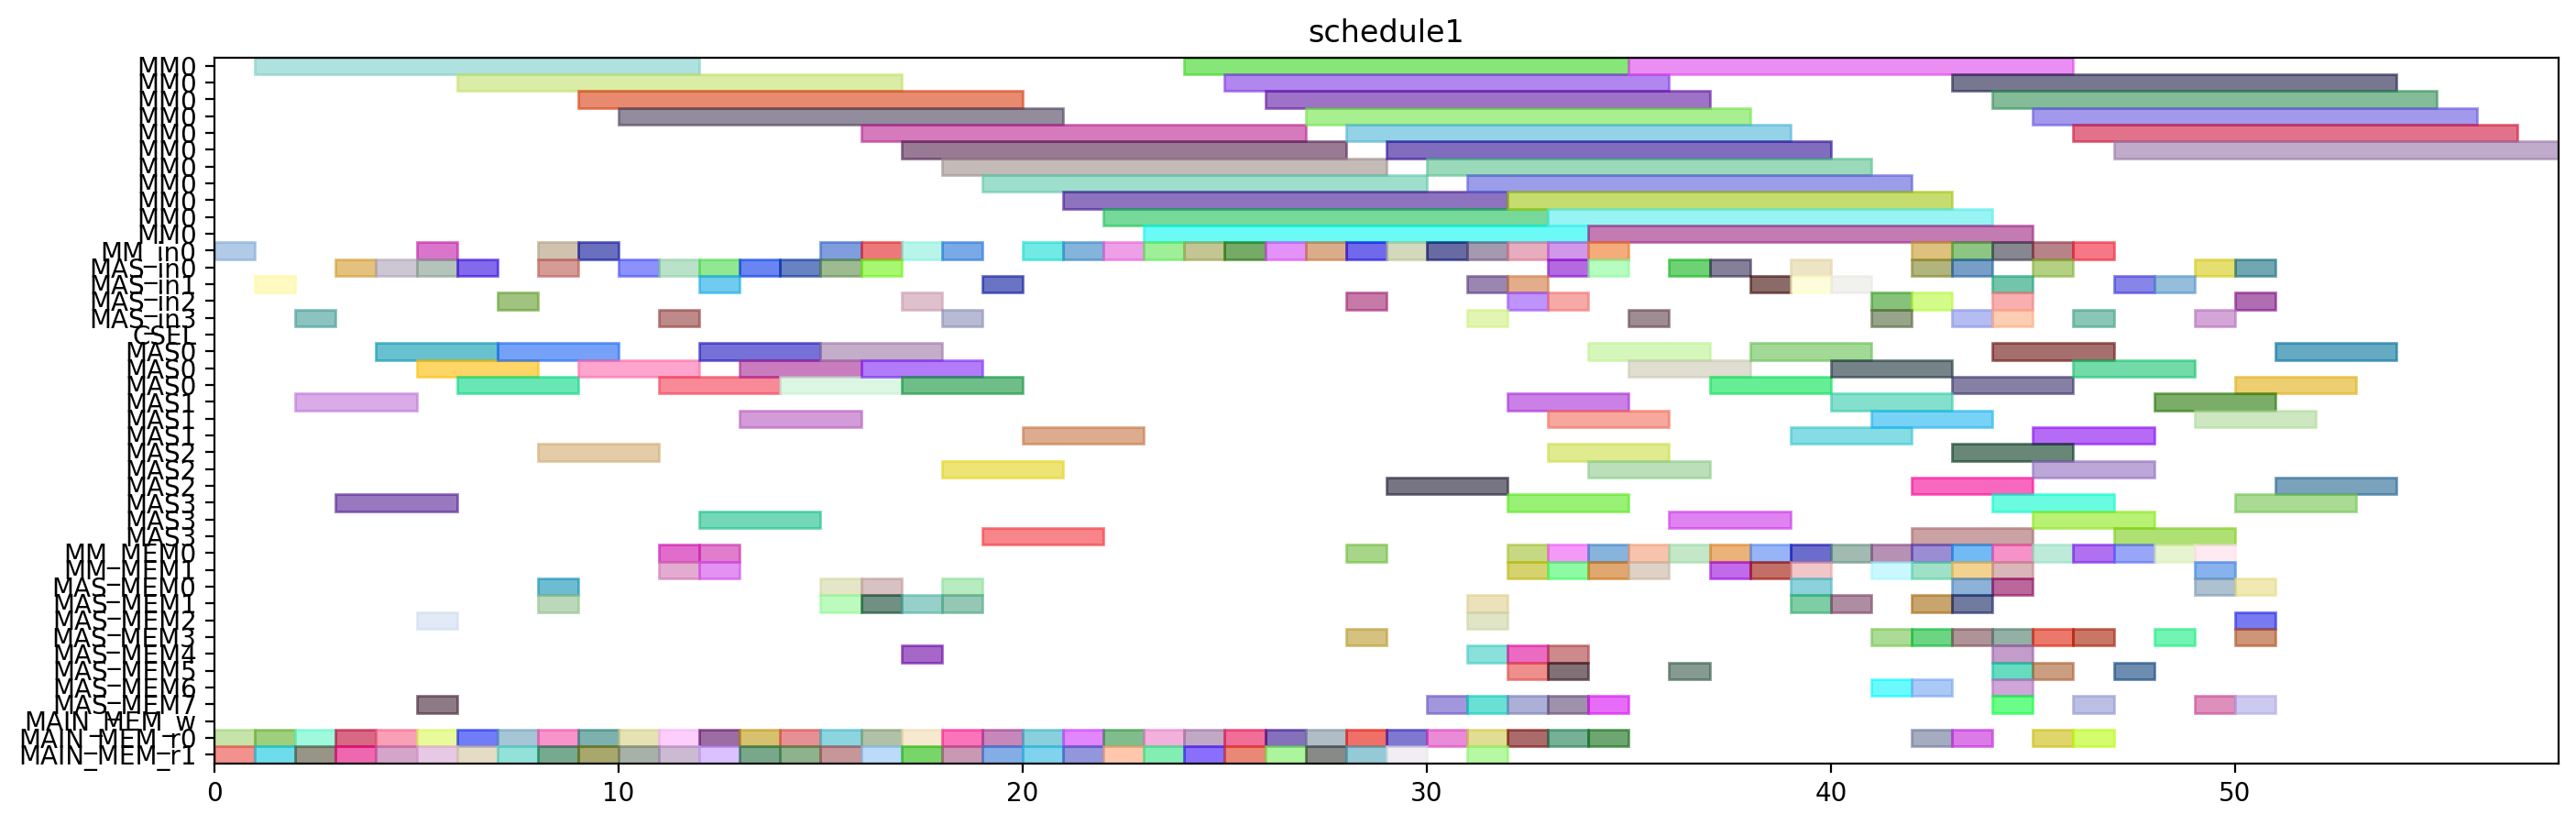 schedule1
MM0
MM0
MM0
MM0
MM0
MM0
MM0
MM0
MM0
MM0
MM0
MM_in0
MAS_in0
MAS_in1
MAS_in2
MAS_in3
CSEL
MAS0
MAS0
MAS0
MAS1
MAS1
MAS1
MAS2
MAS2
MAS2
MAS3
MAS3
MAS3
MM_MEM0
MM_MEM1
MAS_MEM0
MAS_MEM1
MAS_MEM2
MAS_MEM3
MAS_MEM4
MAS_MEM5
MAS_MEM6
MAS_MEM7
MAIN_MEM_w
MAIN_MEM_r0
MAIN_MEM_r1
0 10 20 30 40 50